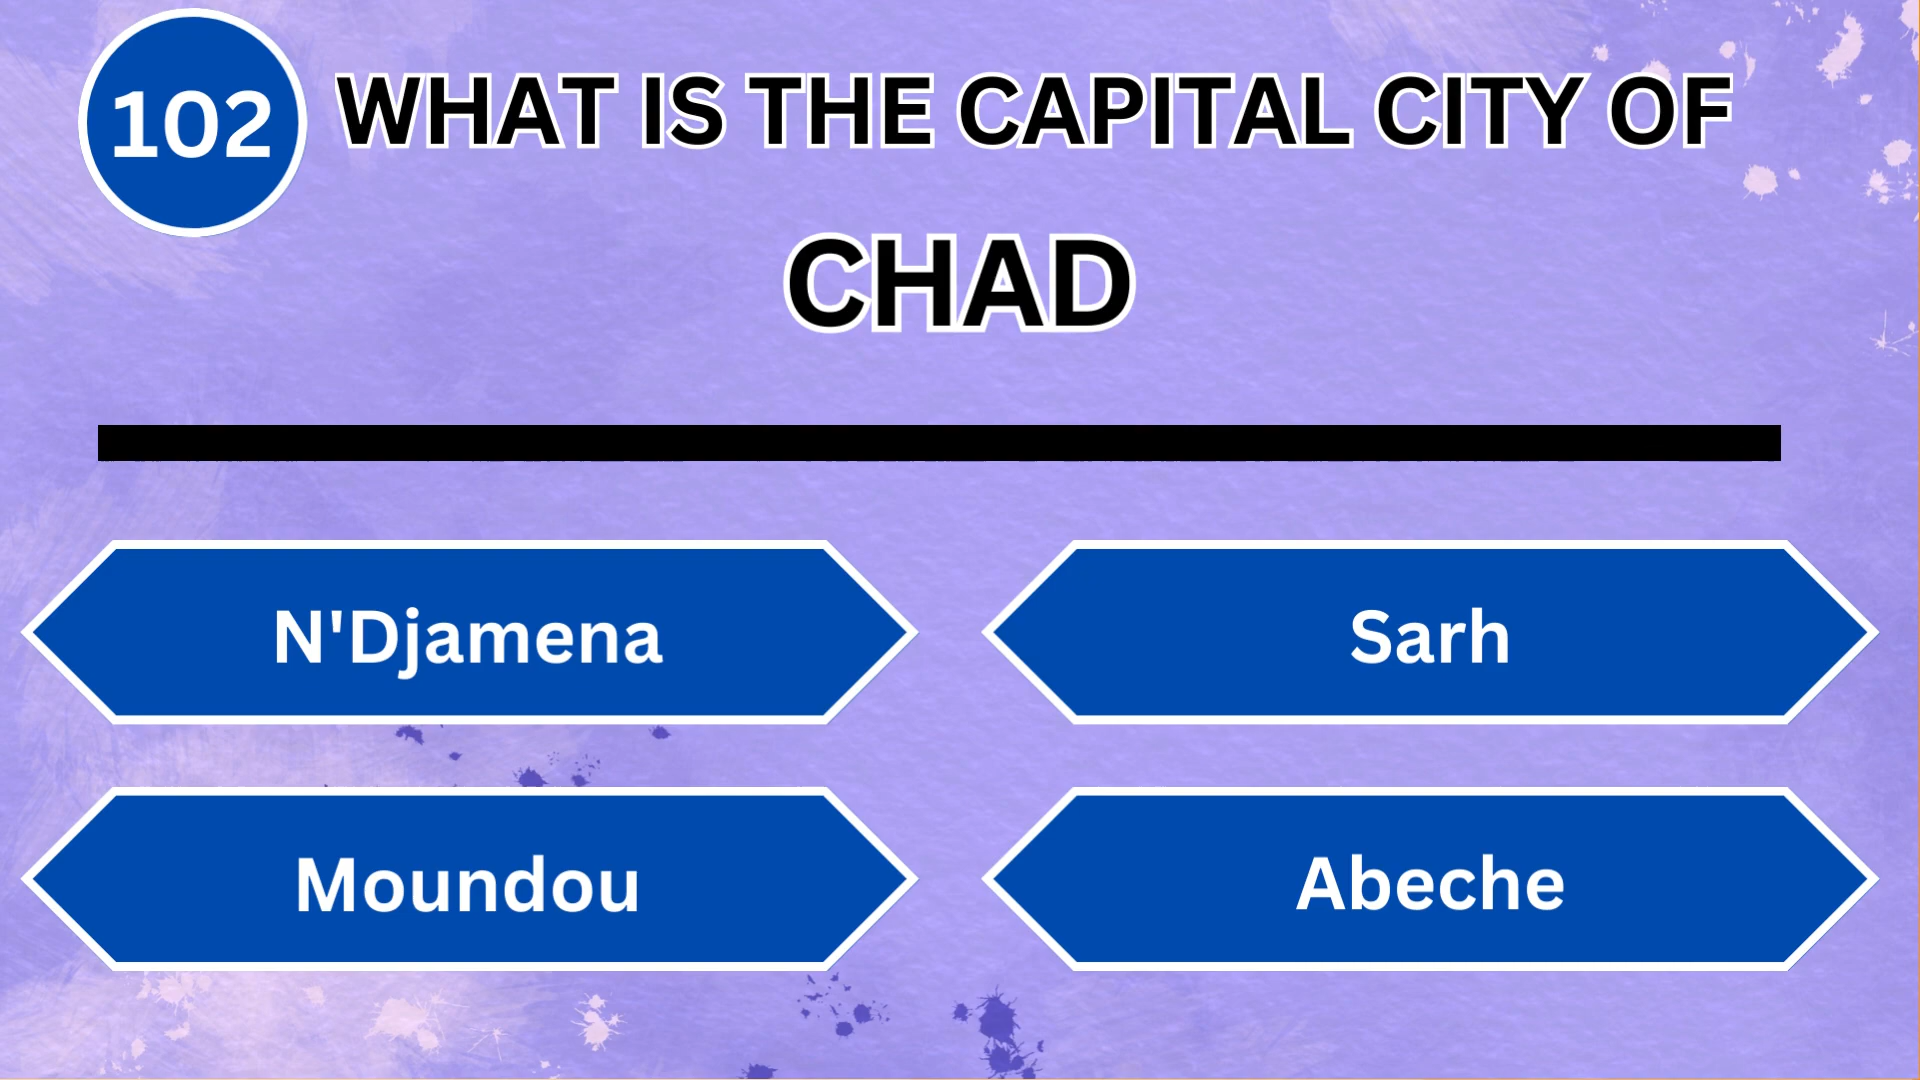 102
WHAT IS THE CAPITAL CITY OF
CHAD
N'Djamena
Sarh
Moundou
Abeche